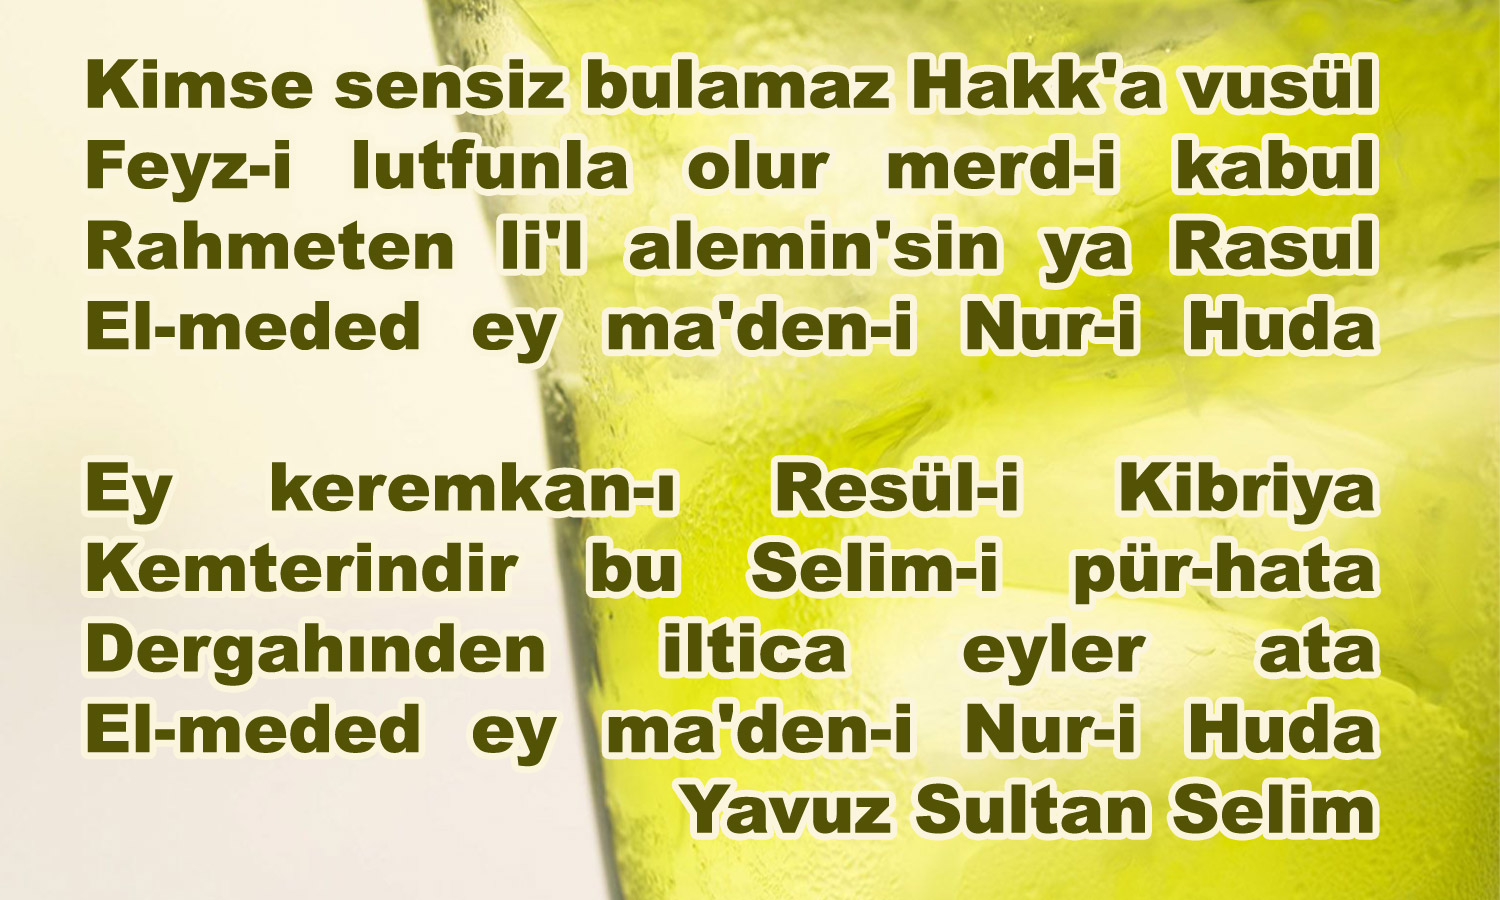 Kimse sensiz bulamaz Hakk'a vusül
Feyz-i lutfunla olur merd-i kabul
Rahmeten li'l alemin'sin ya Rasul
El-meded ey ma'den-i Nur-i Huda
Ey keremkan-ı Resül-i Kibriya
Kemterindir bu Selim-i pür-hata
Dergahınden iltica eyler ata
El-meded ey ma'den-i Nur-i Huda
Yavuz Sultan Selim